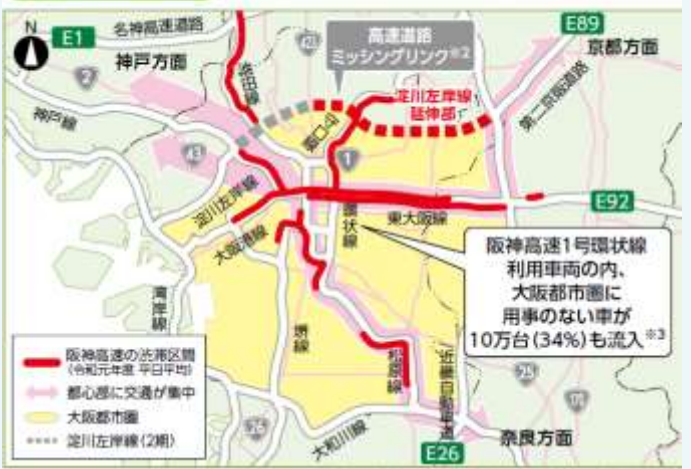 N
E1
名神高速道路
神戸方面
2
池田線
高速道路
ミッシングリンク※2
E89
京都方面
第二京阪道路
淀川左岸線
延伸部
守口線
神戸線
43
1
淀川左岸線
大阪港線
環状線
東大阪線
E92
阪神高速1号環状線
利用車両の内、
大阪都市圏に
用事のない車が
10万台(34%)も流入※3
湾岸線
堺線
松原線
近畿自動車道
25
26
大和川線
E26
奈良方面
阪神高速の渋滞区間
(令和元年度 平日平均)
都心部に交通が集中
大阪都市圏
淀川左岸線(2期)